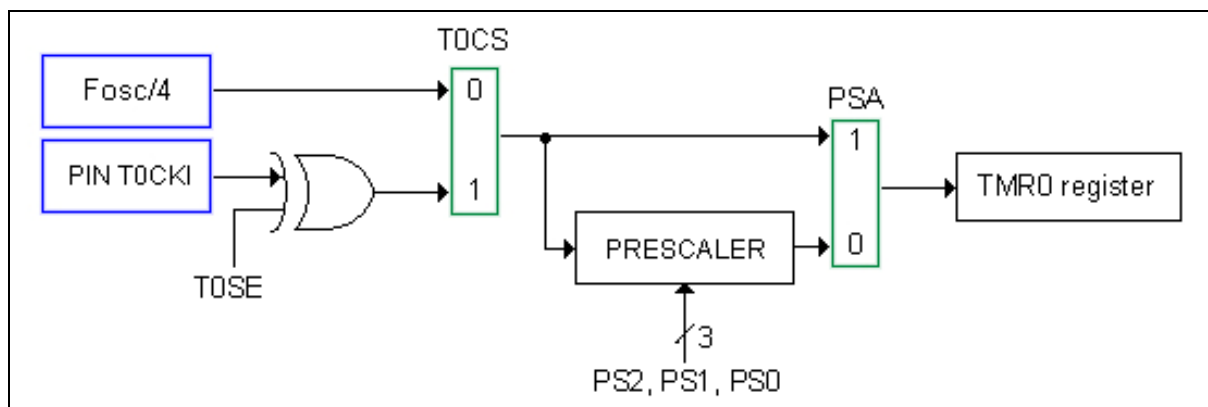 T0CS
Fosc/4
0
PSA
1
PIN T0CKI
1
TMR0 register
PRESCALER
0
T0SE
3
PS2, PS1, PS0